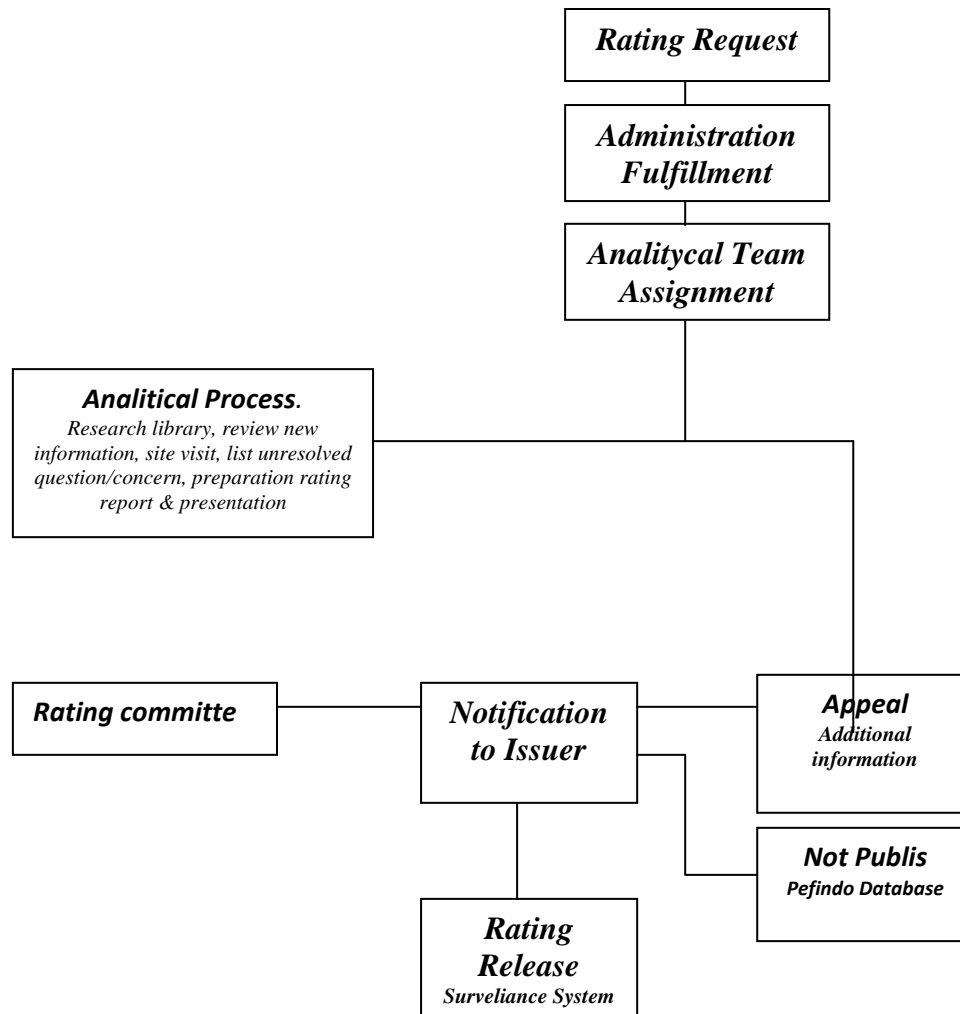 Rating Request
Administration
Fulfillment
Analitycal Team
Assignment
Analitical Process.
Research library, review new
information, site visit, list unresolved
question/concern, preparation rating
report & presentation
Rating committe
Notification
to Issuer
Appeal
Additional
information
Not Publis
Pefindo Database
Rating
Release
Surveliance System